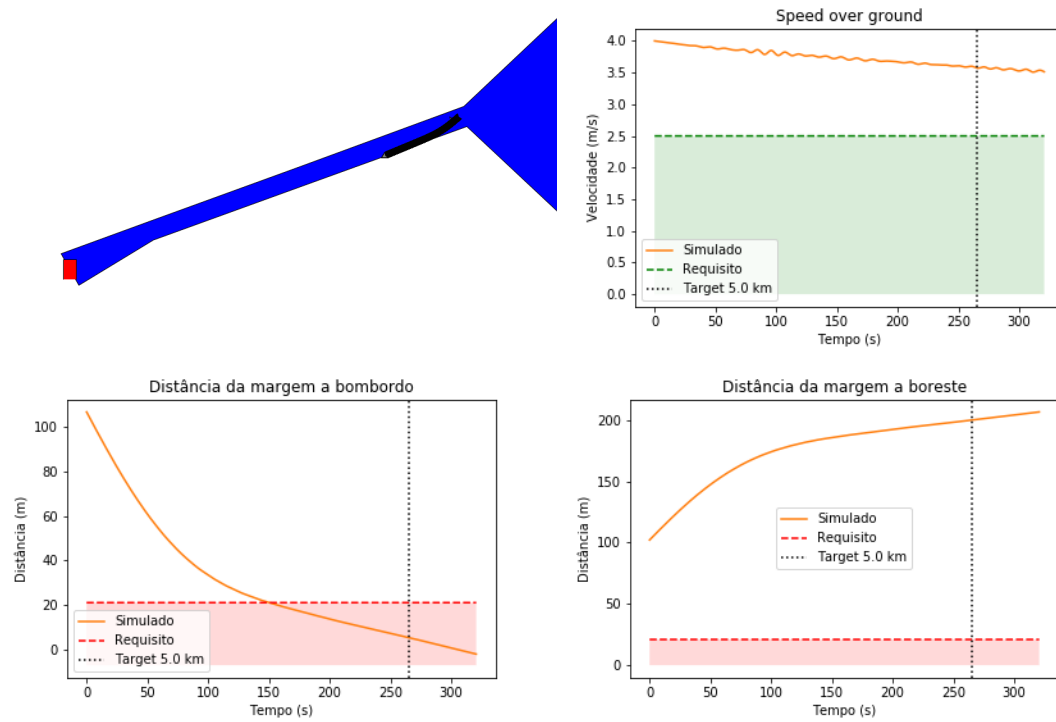 Speed over ground
Velocidade (m/s)
4.0
3.5
3.0
2.5
2.0
1.5
1.0
0.5
0.0
Simulado
Requisito
Target 5.0 km
0 50 100 150 200 250 300
Tempo (s)
Distância da margem a bombordo
Distância (m)
100
80
60
40
20
0
Simulado
Requisito
Target 5.0 km
0 50 100 150 200 250 300
Tempo (s)
Distância da margem a boreste
Distância (m)
200
150
100
50
0
Simulado
Requisito
Target 5.0 km
0 50 100 150 200 250 300
Tempo (s)